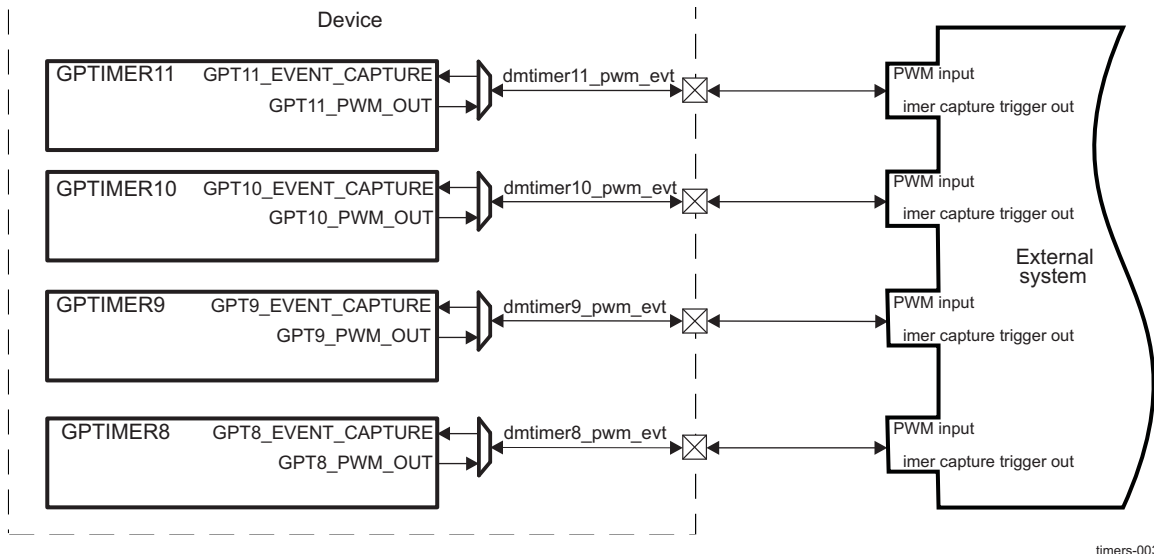 Device
GPTIMER11 GPT11_EVENT_CAPTURE
GPT11_PWM_OUT
dmtimer11_pwm_evt
PWM input
imer capture trigger out
GPTIMER10 GPT10_EVENT_CAPTURE
GPT10_PWM_OUT
dmtimer10_pwm_evt
PWM input
imer capture trigger out
External
system
GPTIMER9 GPT9_EVENT_CAPTURE
GPT9_PWM_OUT
dmtimer9_pwm_evt
PWM input
imer capture trigger out
GPTIMER8 GPT8_EVENT_CAPTURE
GPT8_PWM_OUT
dmtimer8_pwm_evt
PWM input
imer capture trigger out